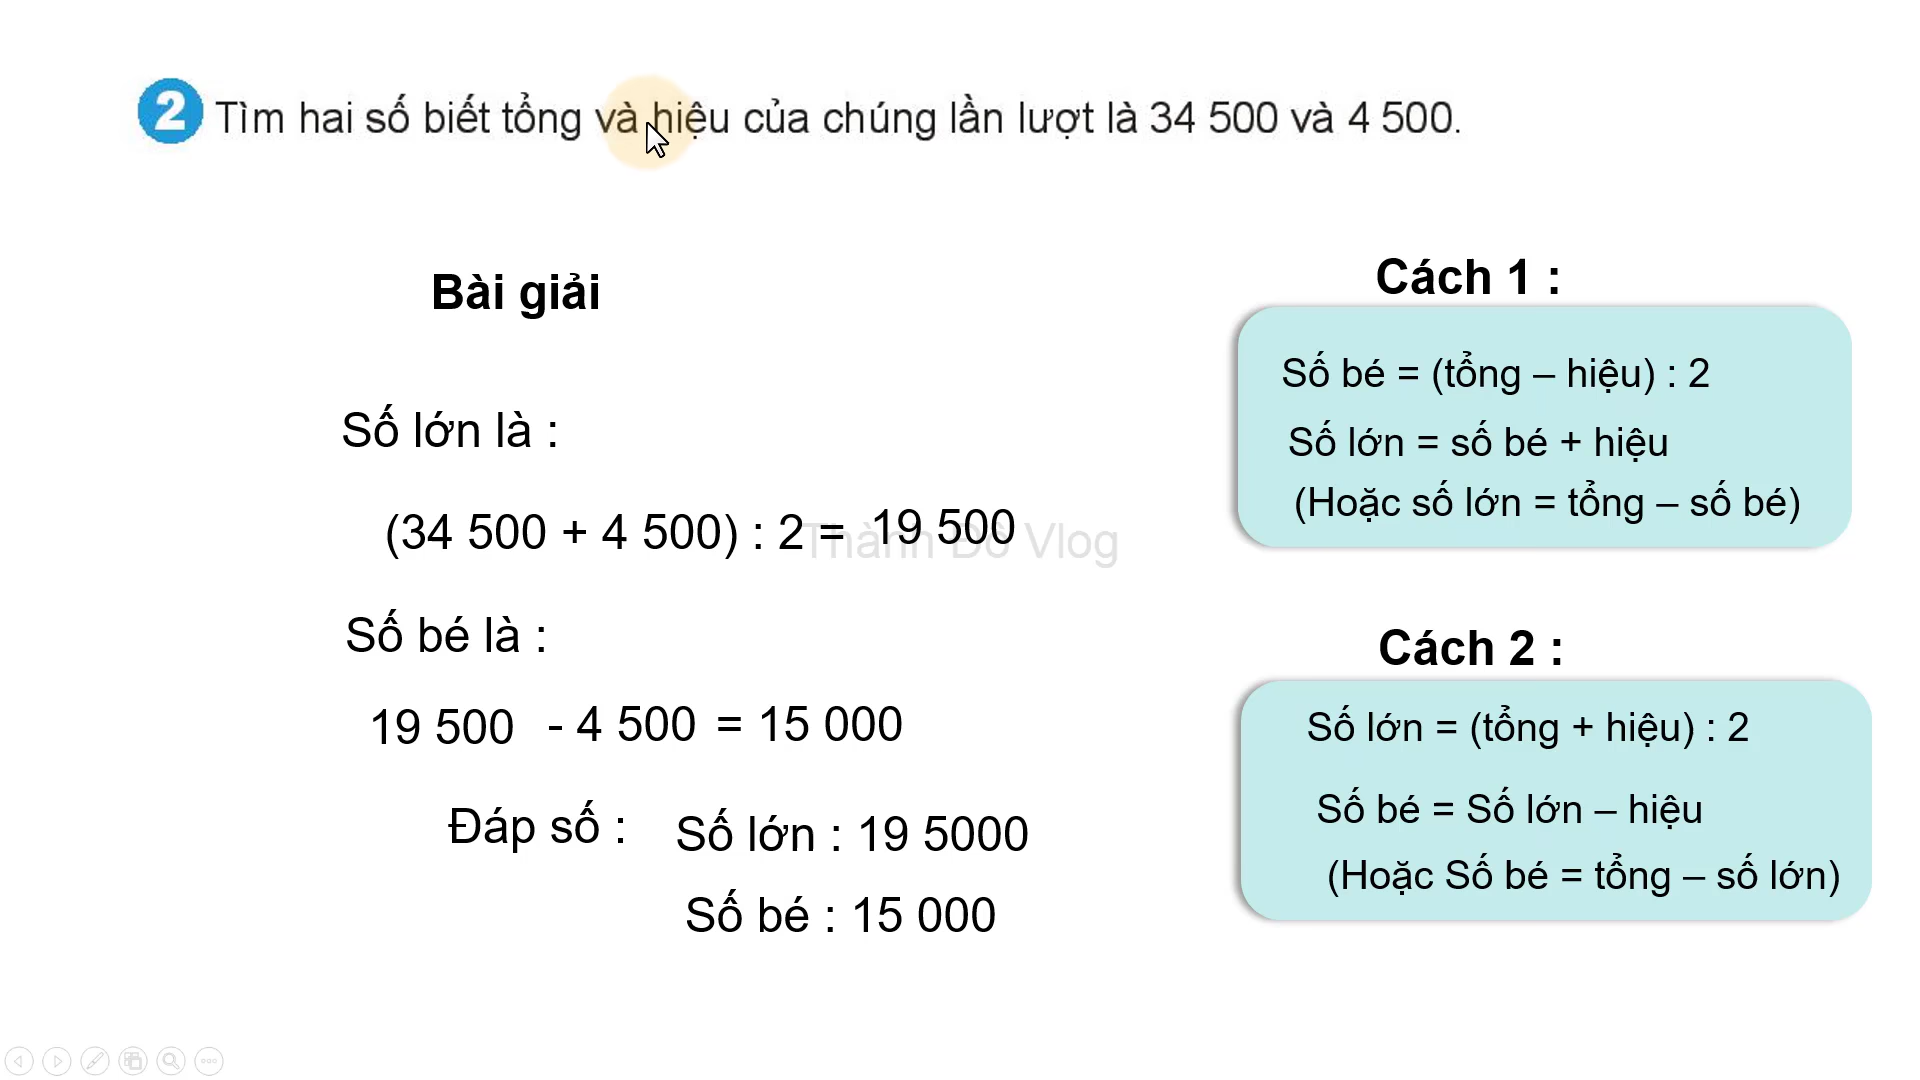 2 Tìm hai số biết tổng và hiệu của chúng lần lượt là 34 500 và 4 500.
Bài giải
Số lớn là :
(34 500 + 4 500) : 2 = 19 500
Thành Đô Vlog
Số bé là :
19 500 - 4 500 = 15 000
Đáp số : Số lớn : 19 5000
Số bé : 15 000
Cách 1 :
Số bé = (tổng – hiệu) : 2
Số lớn = số bé + hiệu
(Hoặc số lớn = tổng – số bé)
Cách 2 :
Số lớn = (tổng + hiệu) : 2
Số bé = Số lớn – hiệu
(Hoặc Số bé = tổng – số lớn)